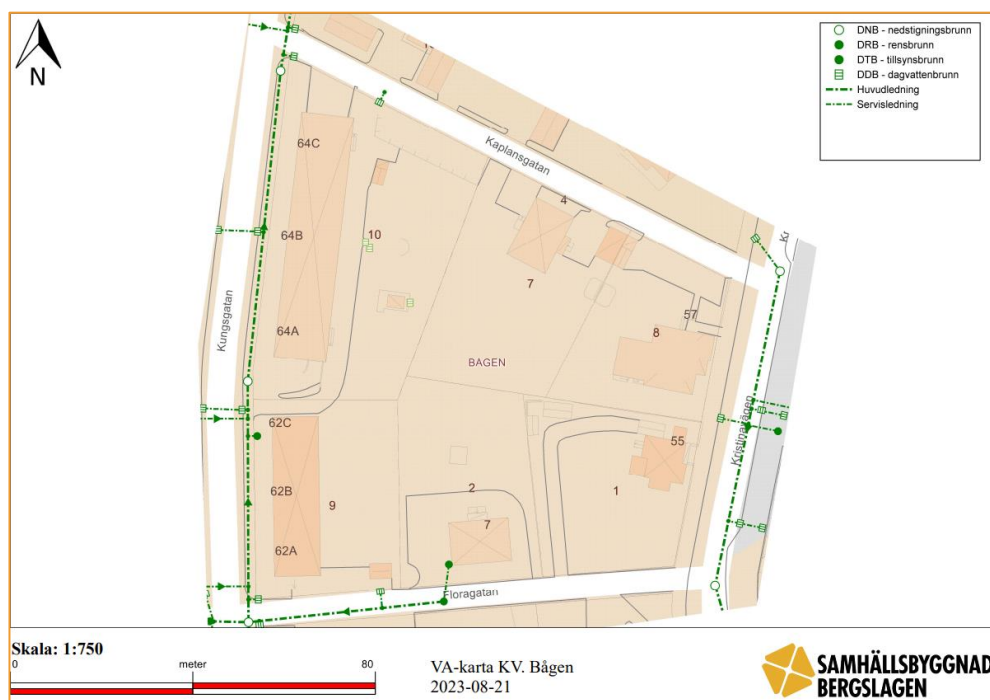 N
DNB - nedstigningsbrunn
DRB - rensbrunn
DTB - tillsynsbrunn
DDB - dagvattenbrunn
Huvudledning
Servisledning
Kaplansgatan
64C
4
64B
10
7
Kungsgatan
64A
57
8
BÅGEN
62C
55
Kristinavägen
62B
9
2
1
7
62A
Floragatan
Skala: 1:750
0 meter 80
VA-karta KV. Bågen
2023-08-21
SAMHÄLLSBYGGNAD
BERGSLAGEN